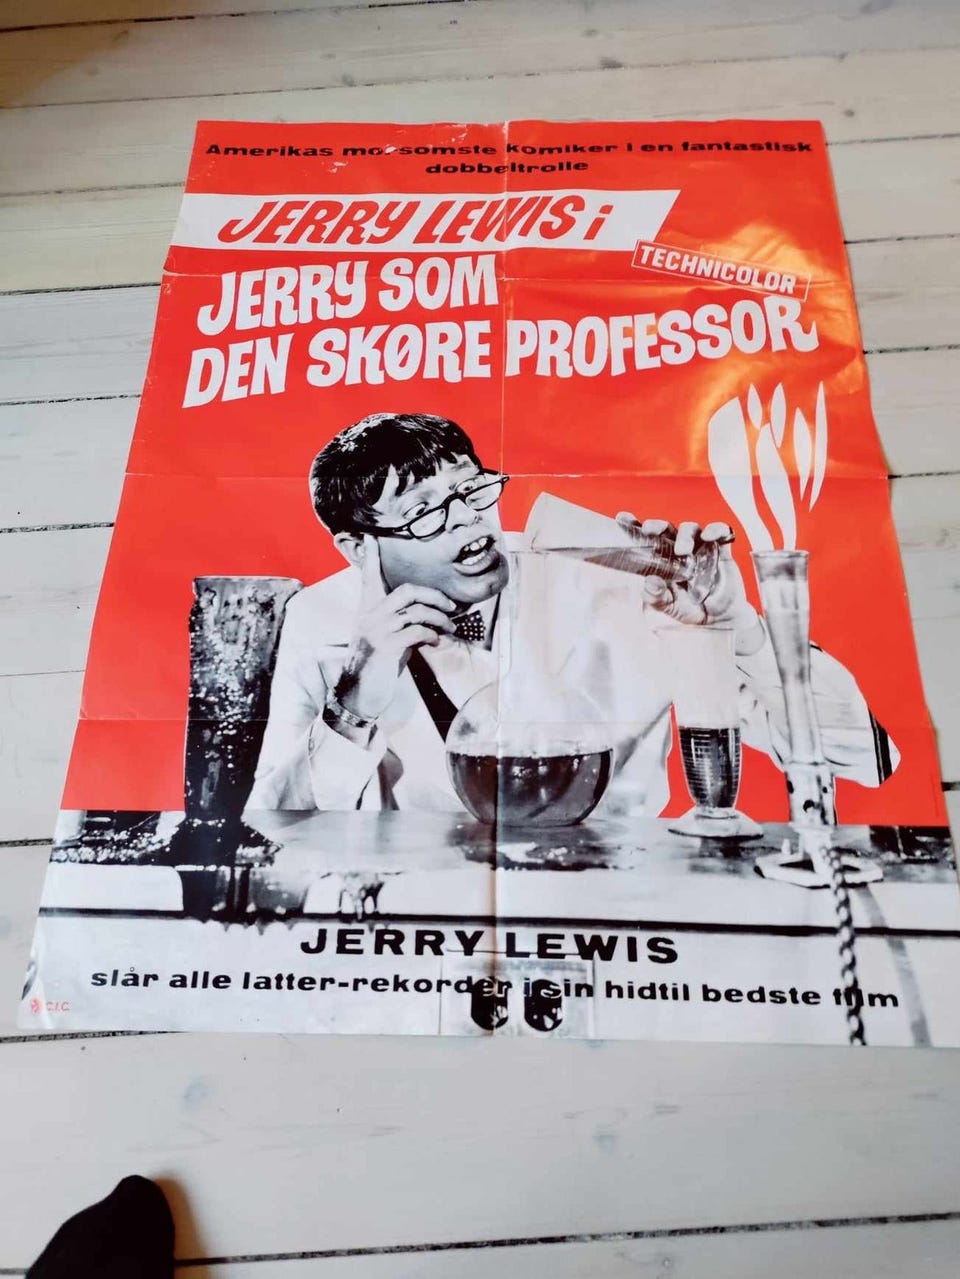 Amerikas morsomste komiker i en fantastisk
dobbeltrolle
JERRY LEWIS i
TECHNICOLOR
JERRY SOM
DEN SKØRE PROFESSOR
JERRY LEWIS
slår alle latter-rekorder i sin hidtil bedste film
C.I.C.